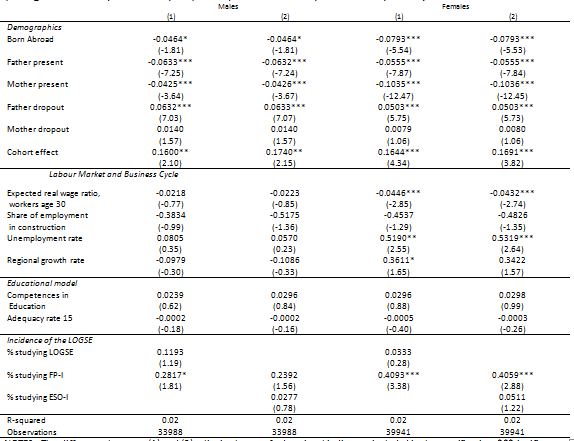 Males Females
(1) (2) (1) (2)
Demographics
Born Abroad -0.0464* -0.0464* -0.0793*** -0.0793***
(-1.81) (-1.81) (-5.54) (-5.53)
Father present -0.0633*** -0.0632*** -0.0555*** -0.0555***
(-7.25) (-7.24) (-7.87) (-7.84)
Mother present -0.0425*** -0.0426*** -0.1035*** -0.1036***
(-3.64) (-3.67) (-12.47) (-12.45)
Father dropout 0.0632*** 0.0633*** 0.0503*** 0.0503***
(7.03) (7.07) (5.75) (5.73)
Mother dropout 0.0140 0.0140 0.0079 0.0080
(1.57) (1.57) (1.06) (1.06)
Cohort effect 0.1600** 0.1740** 0.1644*** 0.1691***
(2.10) (2.15) (4.34) (3.82)
Labour Market and Business Cycle
Expected real wage ratio, -0.0218 -0.0223 -0.0446*** -0.0432***
workers age 30 (-0.77) (-0.85) (-2.85) (-2.74)
Share of employment -0.3834 -0.5175 -0.4537 -0.4826
in construction (-0.99) (-1.36) (-1.29) (-1.35)
Unemployment rate 0.0805 0.0570 0.5190** 0.5319***
(0.35) (0.23) (2.55) (2.64)
Regional growth rate -0.0979 -0.1086 0.3611* 0.3422
(-0.30) (-0.33) (1.65) (1.57)
Educational model
Competences in 0.0239 0.0296 0.0296 0.0298
Education (0.62) (0.84) (0.88) (0.99)
Adequacy rate 15 -0.0002 -0.0002 -0.0005 -0.0003
(-0.18) (-0.16) (-0.40) (-0.26)
Incidence of the LOGSE
% studying LOGSE 0.1193 0.0333
(1.19) (0.28)
% studying FP-I 0.2817* 0.2392 0.4093*** 0.4059***
(1.81) (1.56) (3.38) (2.88)
% studying ESO-I 0.0277 0.0511
(0.78) (1.22)
R-squared 0.02 0.02 0.02 0.02
Observations 33988 33988 39941 39941